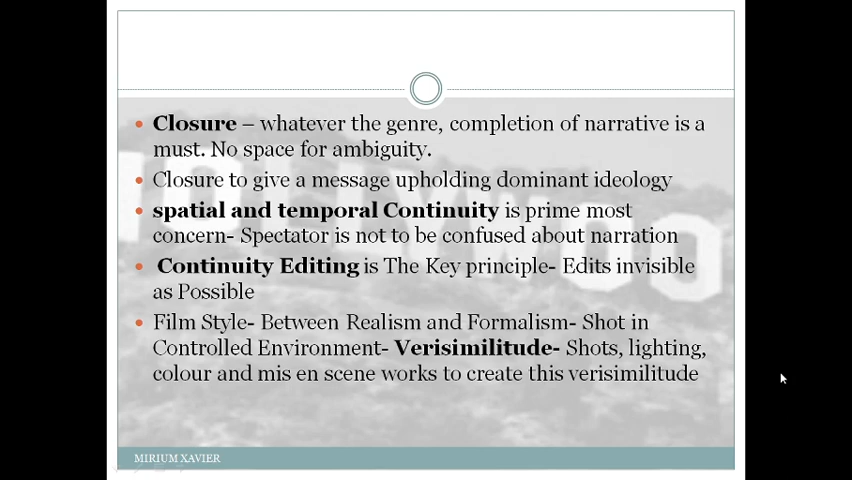 Closure – whatever the genre, completion of narrative is a
must. No space for ambiguity.
Closure to give a message upholding dominant ideology
spatial and temporal Continuity is prime most
concern- Spectator is not to be confused about narration
Continuity Editing is The Key principle- Edits invisible
as Possible
Film Style- Between Realism and Formalism- Shot in
Controlled Environment- Verisimilitude- Shots, lighting,
colour and mis en scene works to create this verisimilitude
MIRIUM XAVIER